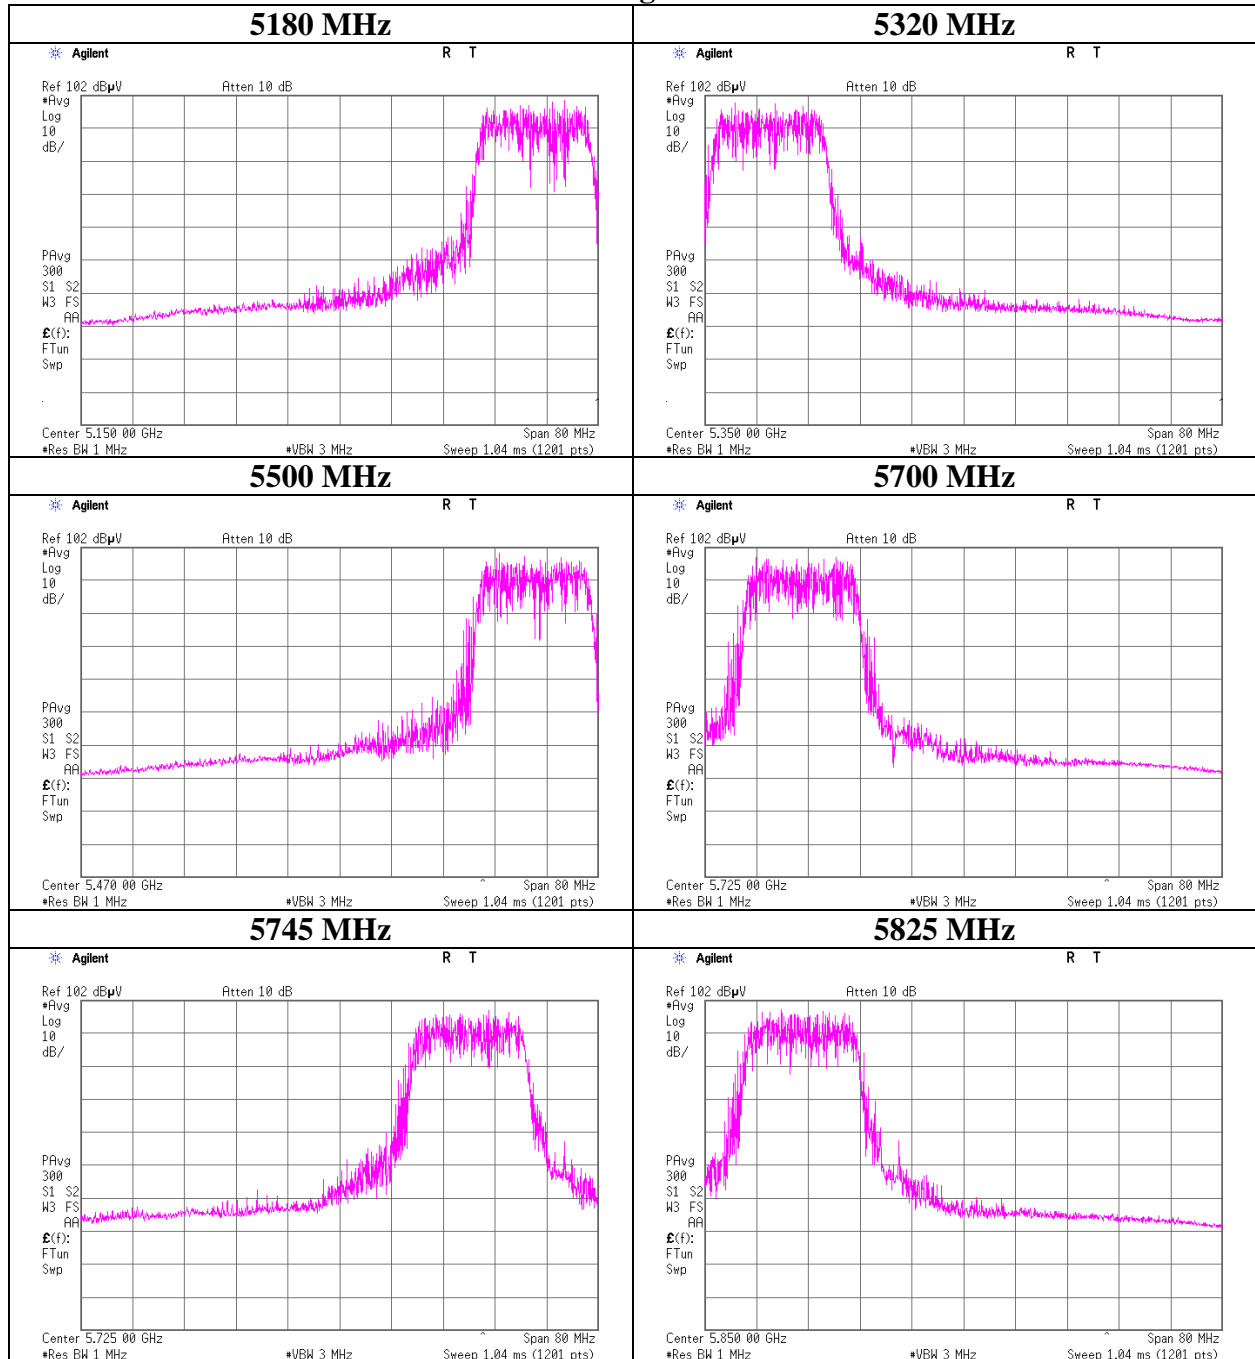 5180 MHz
5320 MHz
Agilent R T
Ref 102 dBµV Atten 10 dB
#Avg
Log
10
dB/
PAvg
300
S1 S2
W3 FS
AA
£(f):
FTun
Swp
Center 5.150 00 GHz Span 80 MHz
#Res BW 1 MHz #VBW 3 MHz Sweep 1.04 ms (1201 pts)
Agilent R T
Ref 102 dBµV Atten 10 dB
#Avg
Log
10
dB/
PAvg
300
S1 S2
W3 FS
AA
£(f):
FTun
Swp
Center 5.350 00 GHz Span 80 MHz
#Res BW 1 MHz #VBW 3 MHz Sweep 1.04 ms (1201 pts)
5500 MHz
5700 MHz
Agilent R T
Ref 102 dBµV Atten 10 dB
#Avg
Log
10
dB/
PAvg
300
S1 S2
W3 FS
AA
£(f):
FTun
Swp
Center 5.470 00 GHz Span 80 MHz
#Res BW 1 MHz #VBW 3 MHz Sweep 1.04 ms (1201 pts)
Agilent R T
Ref 102 dBµV Atten 10 dB
#Avg
Log
10
dB/
PAvg
300
S1 S2
W3 FS
AA
£(f):
FTun
Swp
Center 5.725 00 GHz Span 80 MHz
#Res BW 1 MHz #VBW 3 MHz Sweep 1.04 ms (1201 pts)
5745 MHz
5825 MHz
Agilent R T
Ref 102 dBµV Atten 10 dB
#Avg
Log
10
dB/
PAvg
300
S1 S2
W3 FS
AA
£(f):
FTun
Swp
Center 5.725 00 GHz Span 80 MHz
#Res BW 1 MHz #VBW 3 MHz Sweep 1.04 ms (1201 pts)
Agilent R T
Ref 102 dBµV Atten 10 dB
#Avg
Log
10
dB/
PAvg
300
S1 S2
W3 FS
AA
£(f):
FTun
Swp
Center 5.850 00 GHz Span 80 MHz
#Res BW 1 MHz #VBW 3 MHz Sweep 1.04 ms (1201 pts)